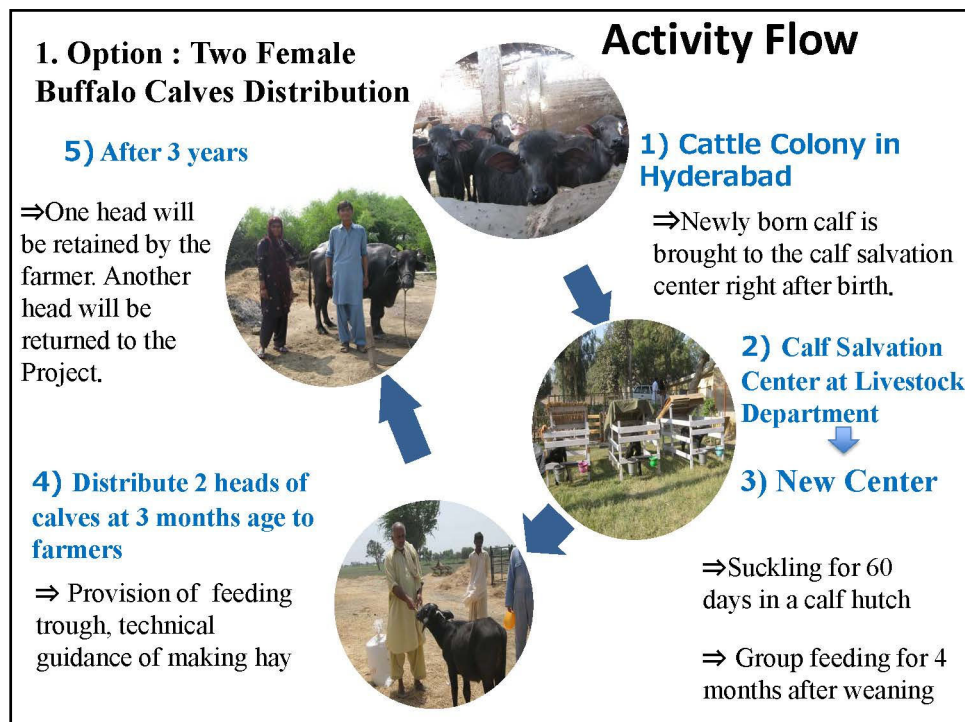 Activity Flow
1. Option : Two Female
Buffalo Calves Distribution
1) Cattle Colony in
Hyderabad
⇒Newly born calf is
brought to the calf salvation
center right after birth.
2) Calf Salvation
Center at Livestock
Department
3) New Center
⇒Suckling for 60
days in a calf hutch
⇒ Group feeding for 4
months after weaning
4) Distribute 2 heads of
calves at 3 months age to
farmers
⇒ Provision of feeding
trough, technical
guidance of making hay
5) After 3 years
⇒One head will
be retained by the
farmer. Another
head will be
returned to the
Project.